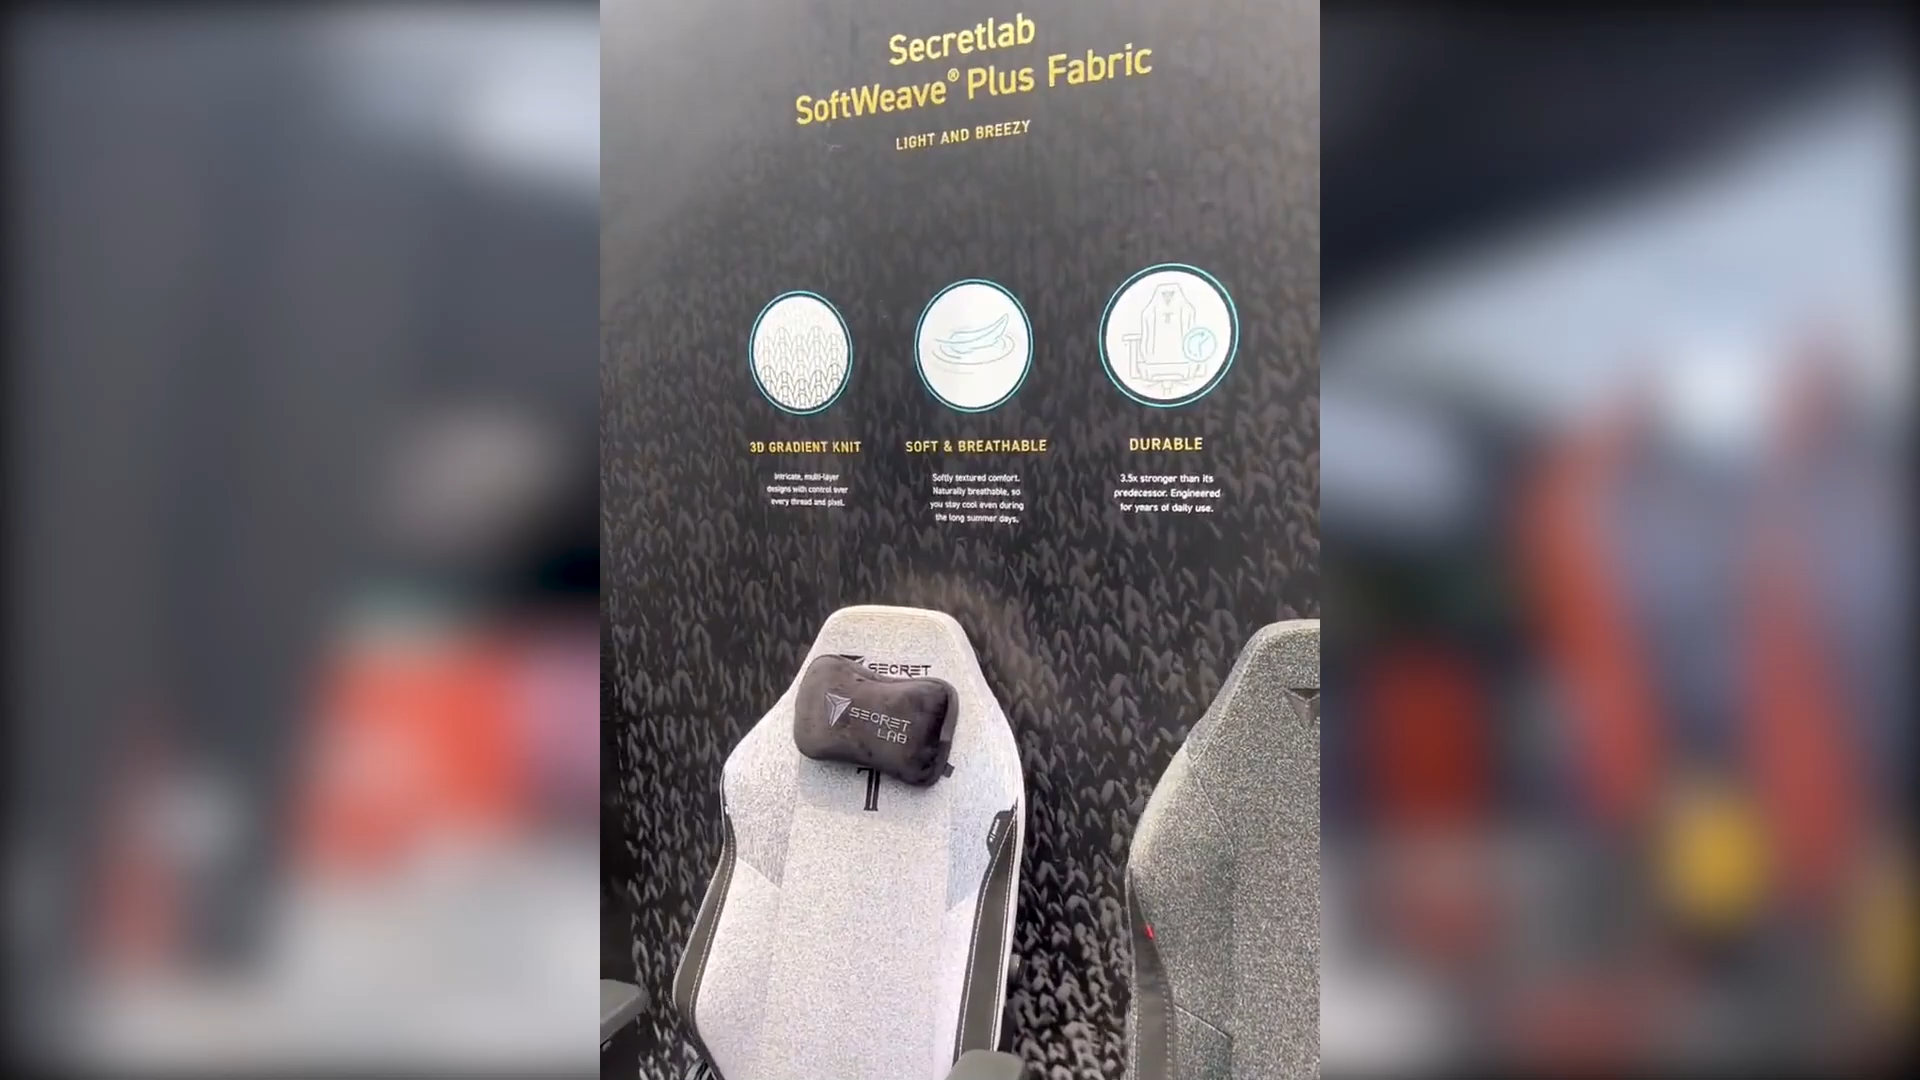 Secretlab
SoftWeave® Plus Fabric
LIGHT AND BREEZY
3D GRADIENT KNIT
Intricate, multi-layer
designs with control over
every thread and pixel.
SOFT & BREATHABLE
Softly textured comfort.
Naturally breathable, so
you stay cool even during
the long summer days.
DURABLE
3.5x stronger than its
predecessor. Engineered
for years of daily use.
SECRET
SECRET
LAB